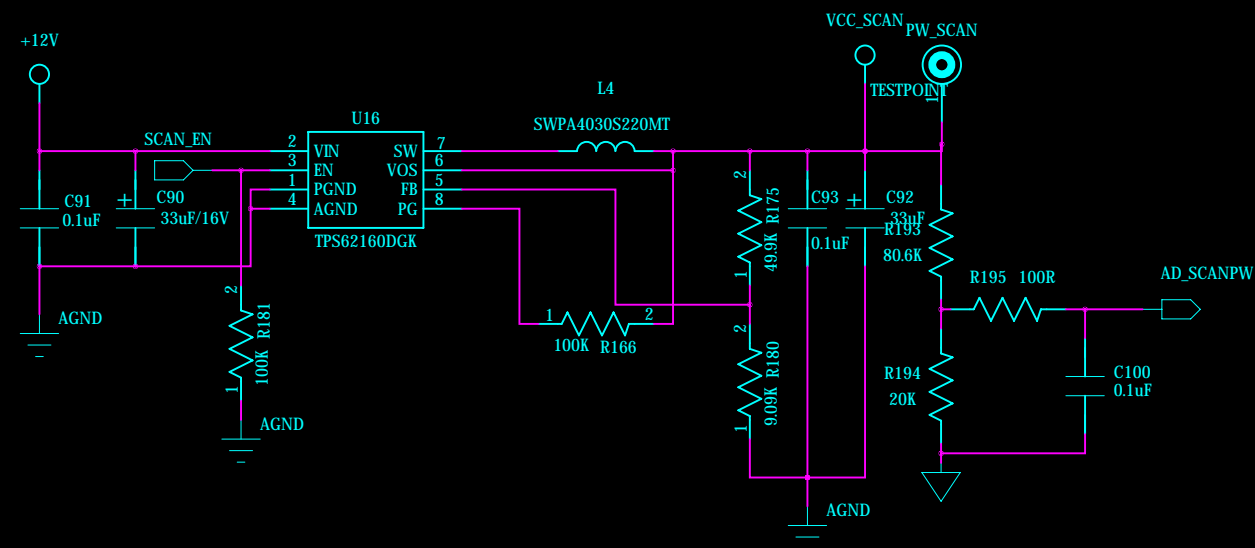 VCC_SCAN
PW_SCAN
+12V
TESTPOINT
1
L4
SWPA4030S220MT
U16
SCAN_EN
2 VIN SW 7
3 EN VOS 6
1 PGND FB 5
4 AGND PG 8
TPS62160DGK
C91
0.1uF
+
C90
33uF/16V
AGND
2
100K R181
1
AGND
1 2
100K R166
2
49.9K R175
1
2
9.09K R180
1
C93
0.1uF
+
C92
33uF
R193
80.6K
R195 100R
AD_SCANPW
R194
20K
C100
0.1uF
AGND